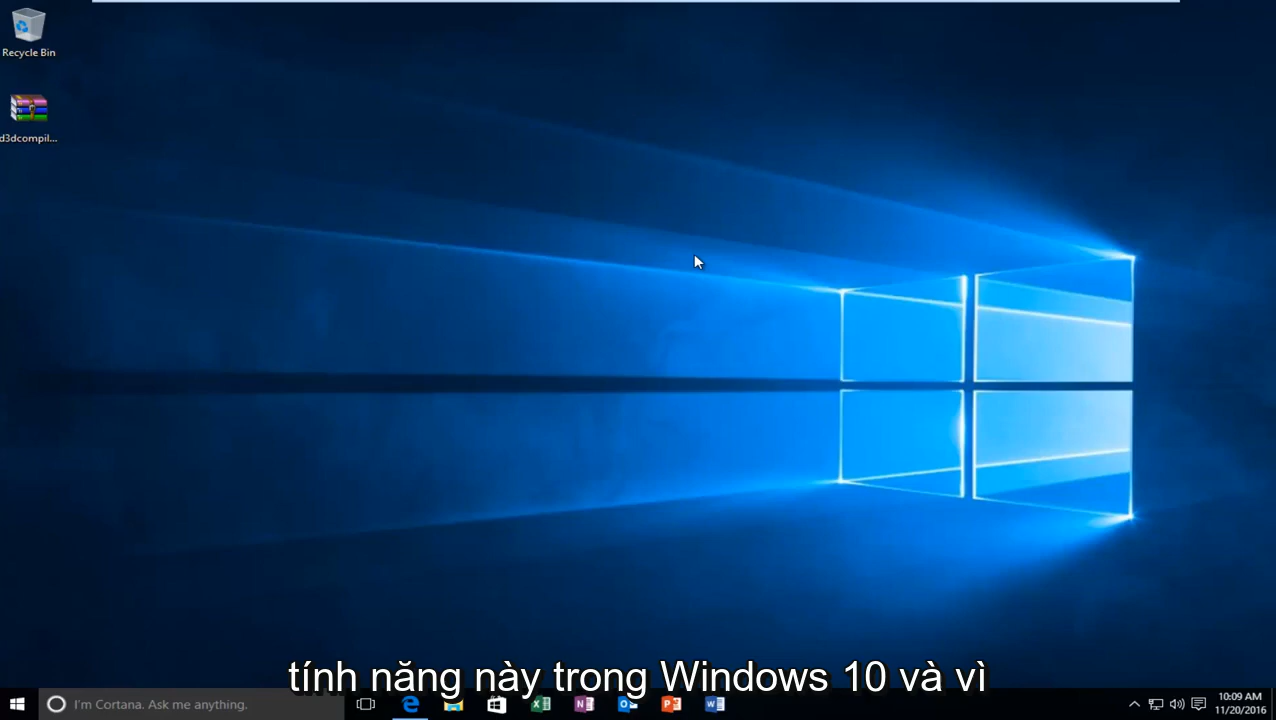 Recycle Bin
d3dcompil...
tính năng này trong Windows 10 và vì
I'm Cortana. Ask me anything.
10:09 AM
11/20/2016